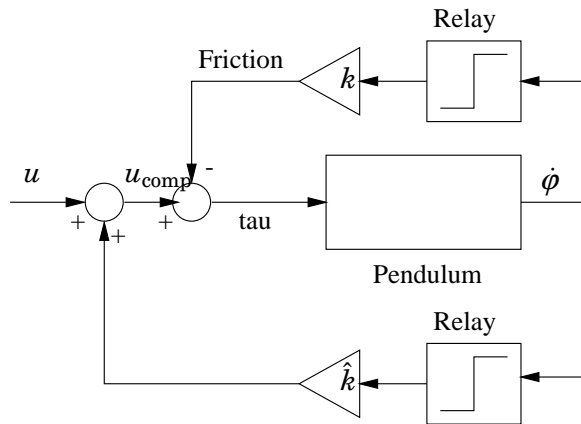 Relay
Friction
k
u
u_comp
-
φ̇
+
+
+
tau
Pendulum
Relay
k̂